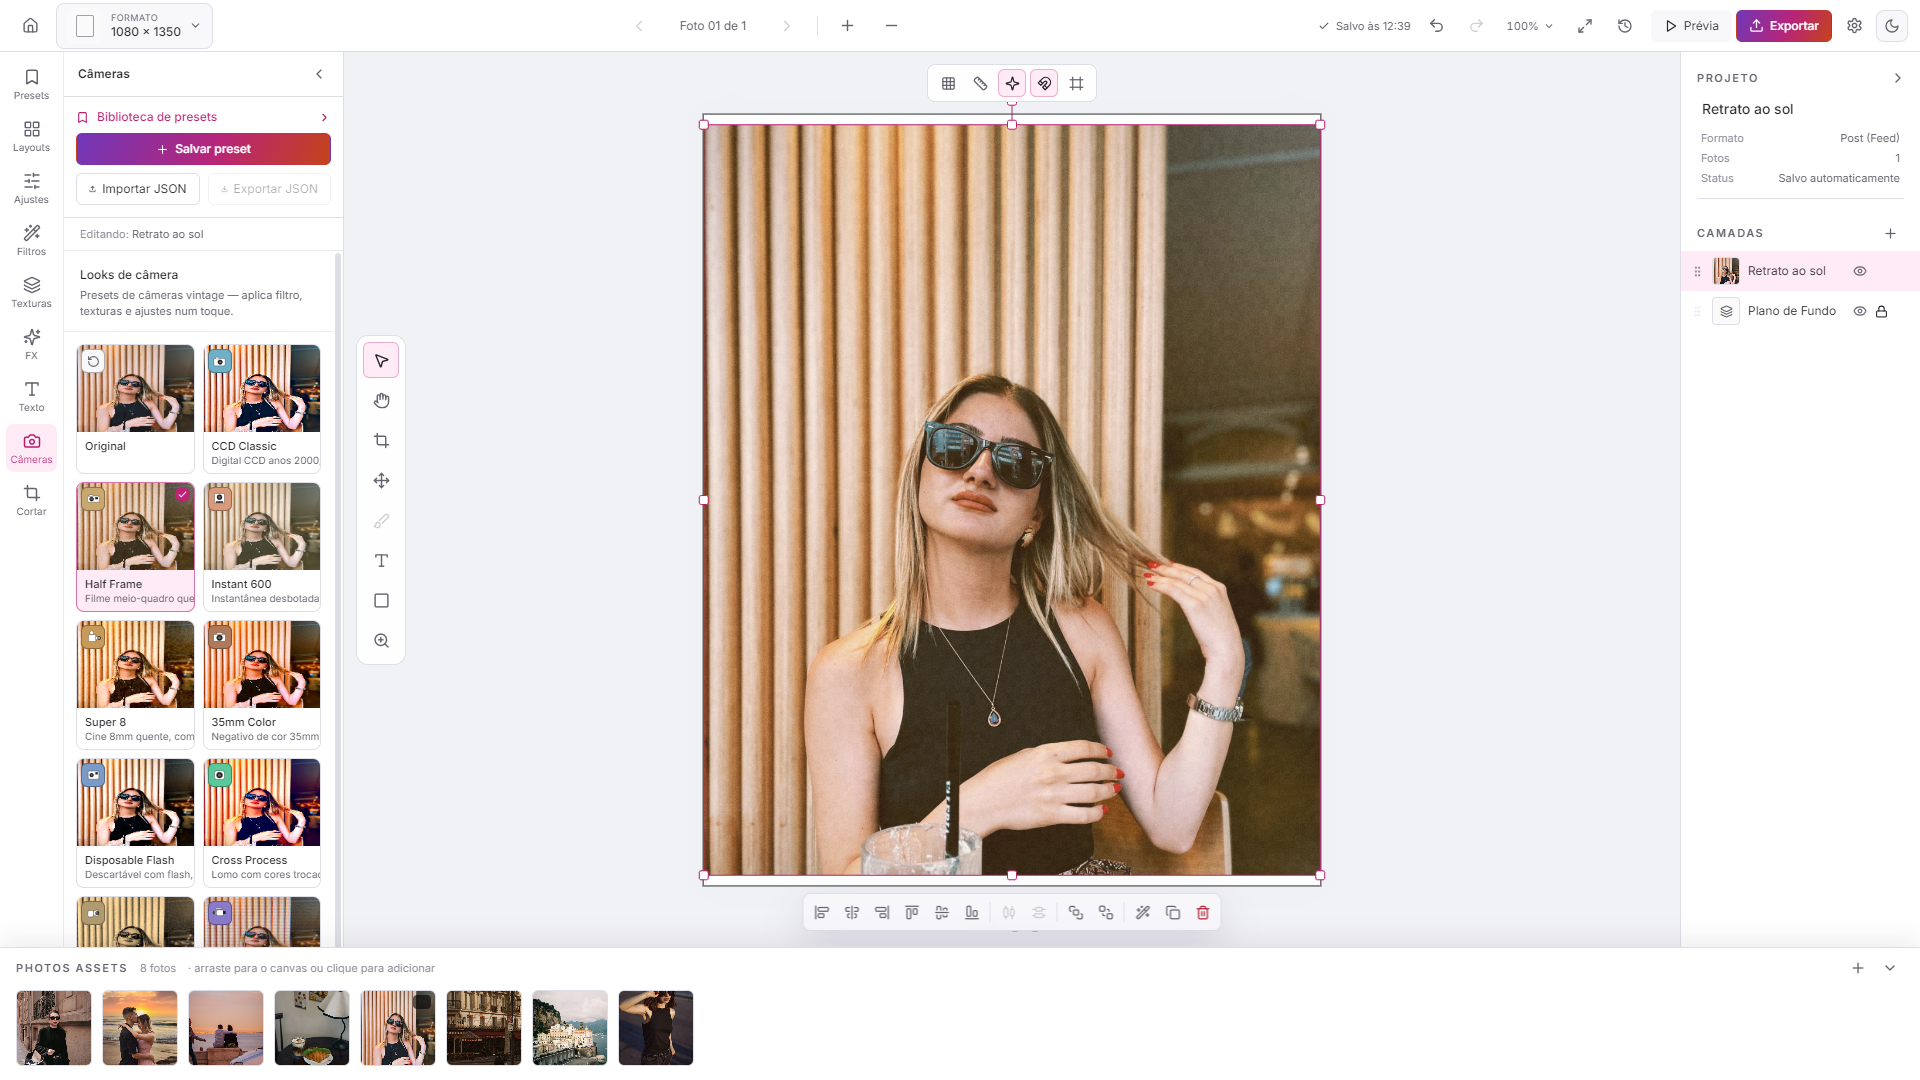 FORMATO
1080 × 1350
Foto 01 de 1
Salvo às 12:39
100%
Prévia
Exportar
Presets
Layouts
Ajustes
Filtros
Texturas
FX
Texto
Câmeras
Cortar
Câmeras
Biblioteca de presets
Salvar preset
Importar JSON
Exportar JSON
Editando: Retrato ao sol
Looks de câmera
Presets de câmeras vintage — aplica filtro,
texturas e ajustes num toque.
Original
CCD Classic
Digital CCD anos 2000,
Half Frame
Filme meio-quadro que
Instant 600
Instantânea desbotada
Super 8
Cine 8mm quente, com
35mm Color
Negativo de cor 35mm
Disposable Flash
Descartável com flash,
Cross Process
Lomo com cores trocad
PROJETO
Retrato ao sol
Formato Post (Feed)
Fotos 1
Status Salvo automaticamente
CAMADAS
Retrato ao sol
Plano de Fundo
PHOTOS ASSETS 8 fotos · arraste para o canvas ou clique para adicionar